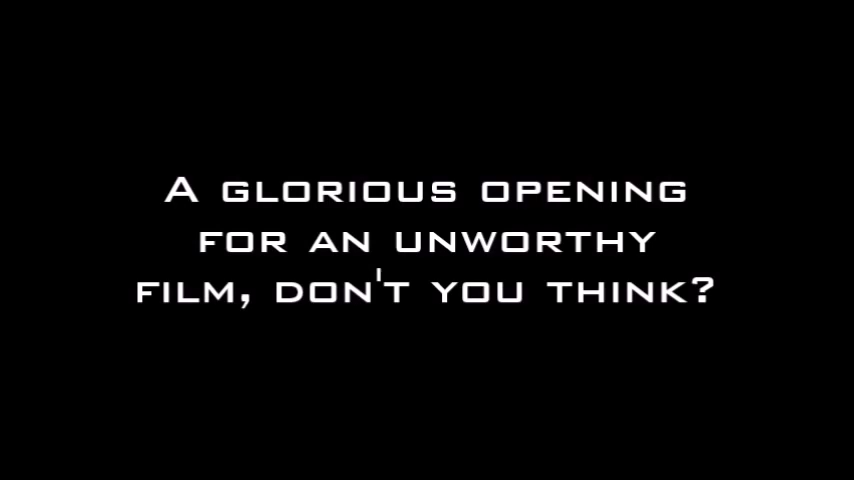 A GLORIOUS OPENING
FOR AN UNWORTHY
FILM, DON'T YOU THINK?